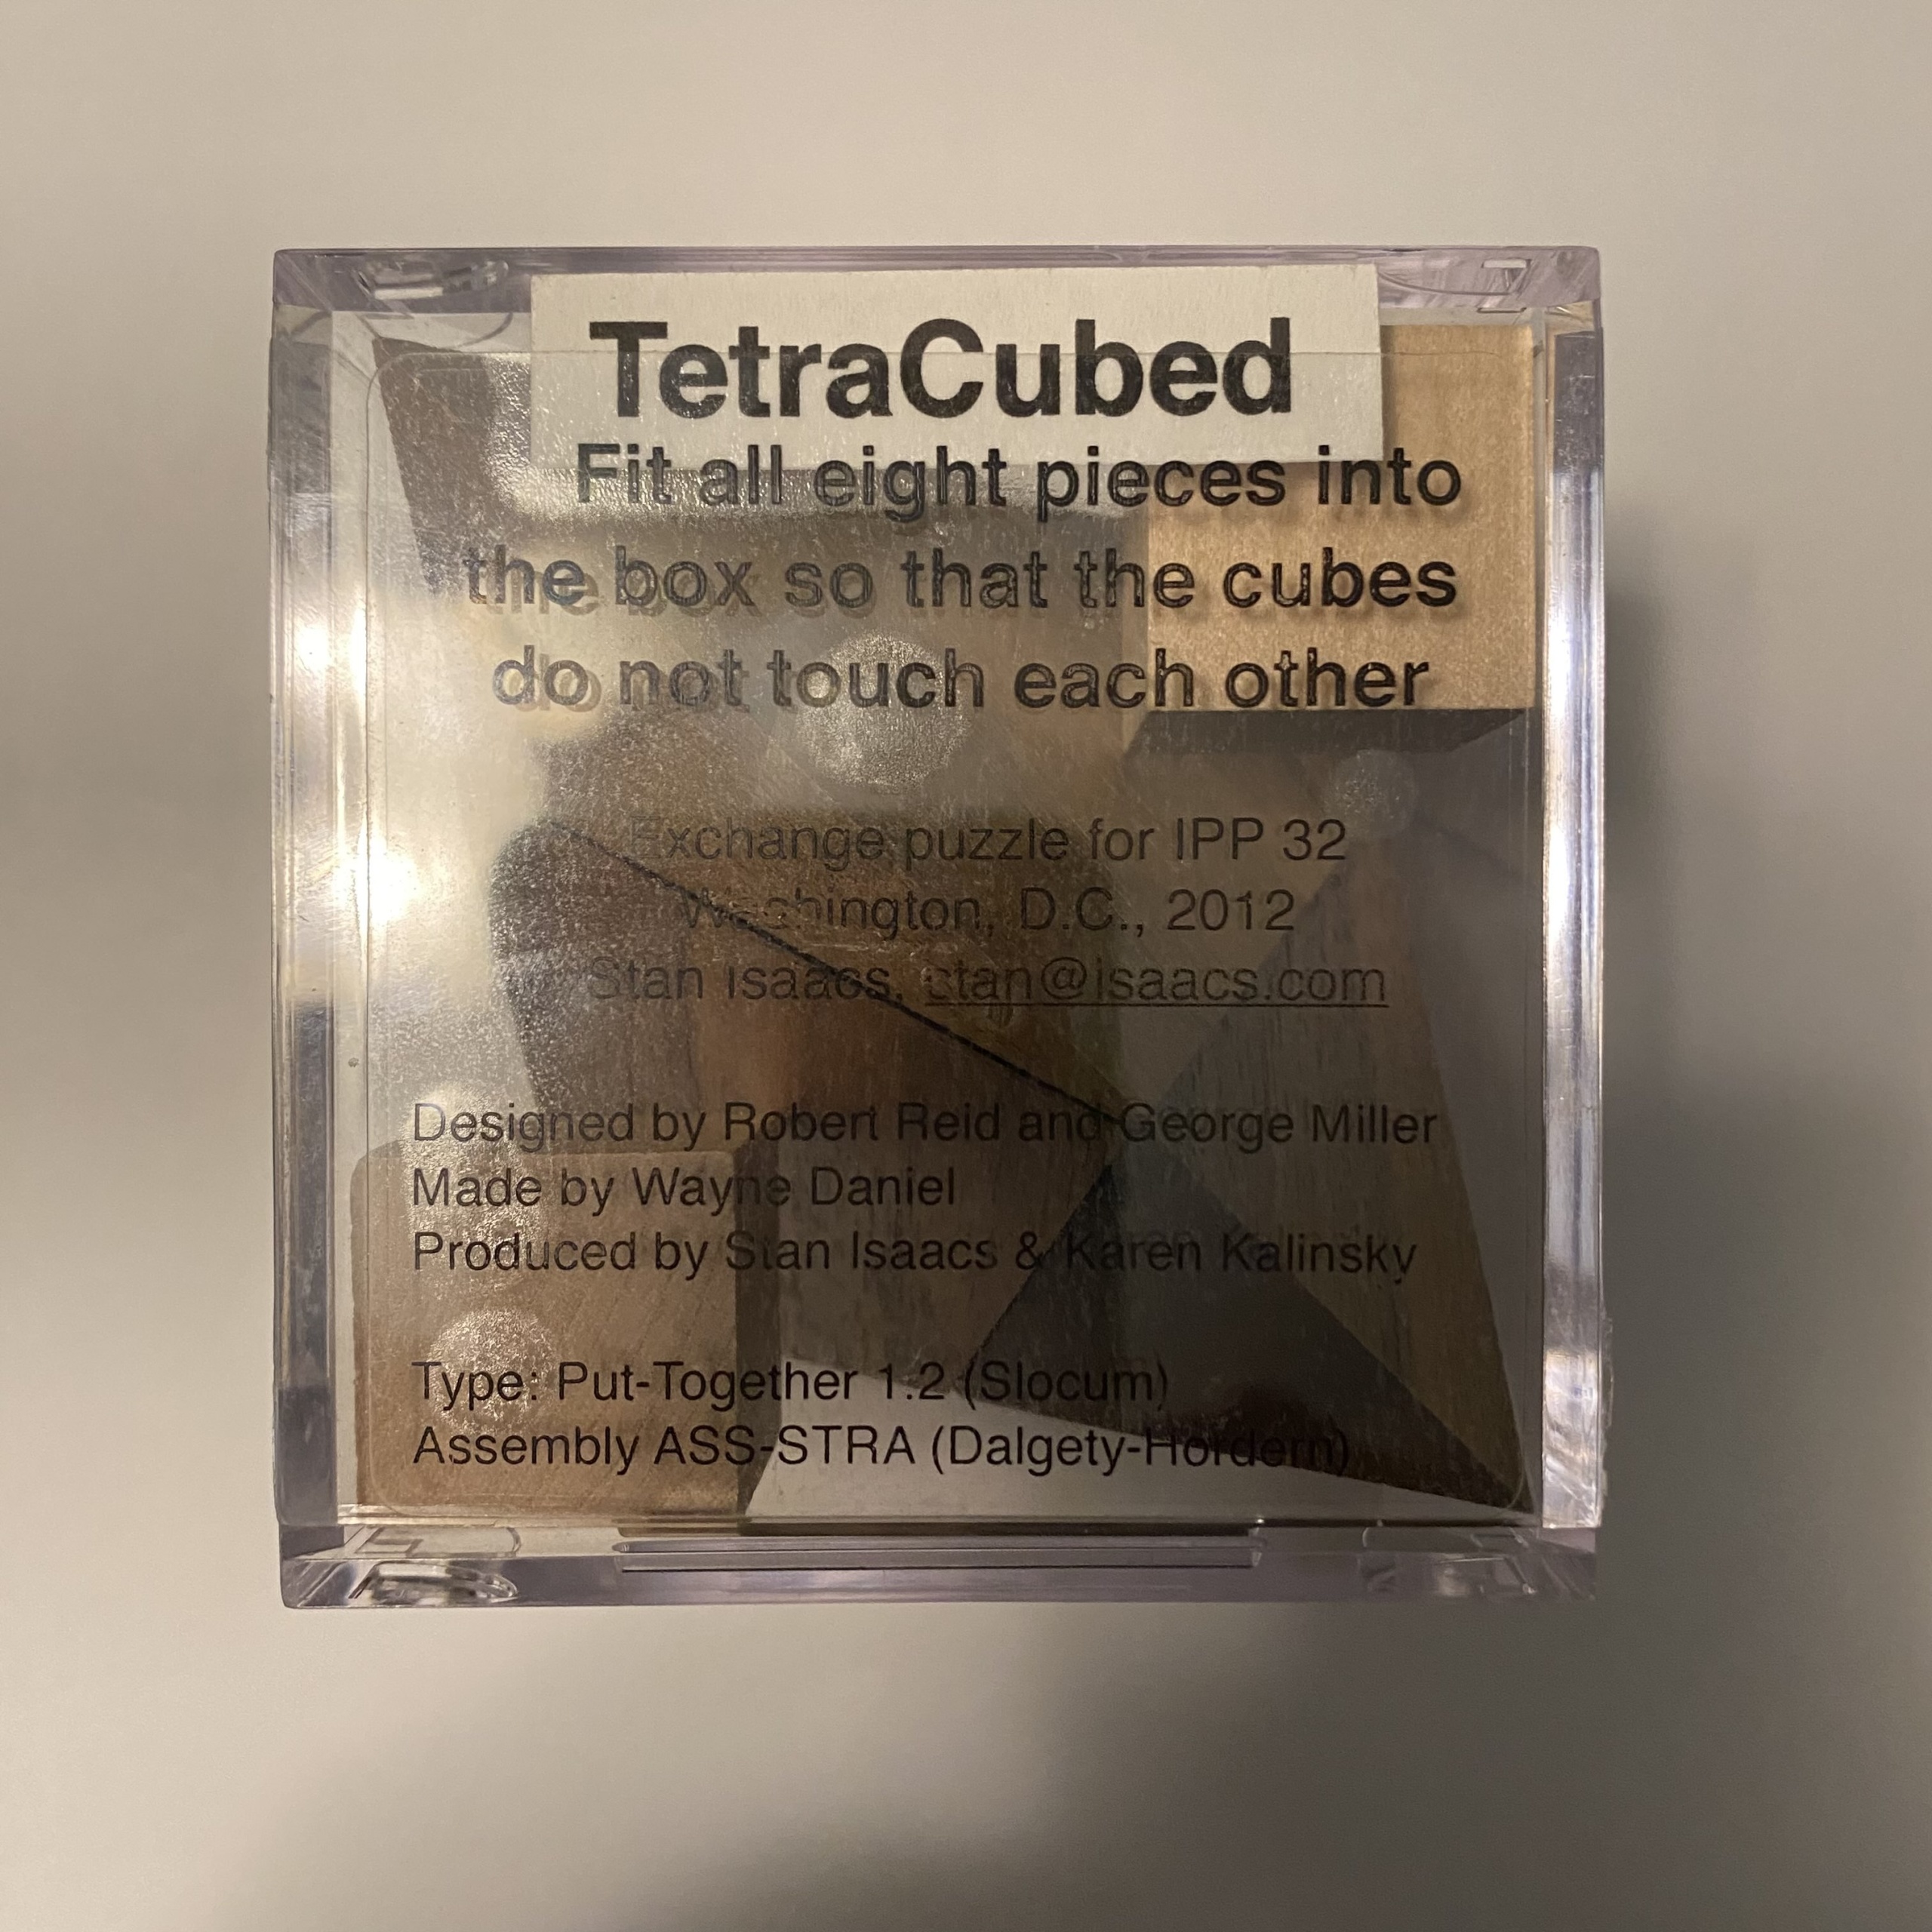 TetraCubed
Fit all eight pieces into
the box so that the cubes
do not touch each other
Exchange puzzle for IPP 32
Washington, D.C., 2012
Stan Isaacs, stan@isaacs.com
Designed by Robert Reid and George Miller
Made by Wayne Daniel
Produced by Stan Isaacs & Karen Kalinsky
Type: Put-Together 1.2 (Slocum)
Assembly ASS-STRA (Dalgety-Hordern)